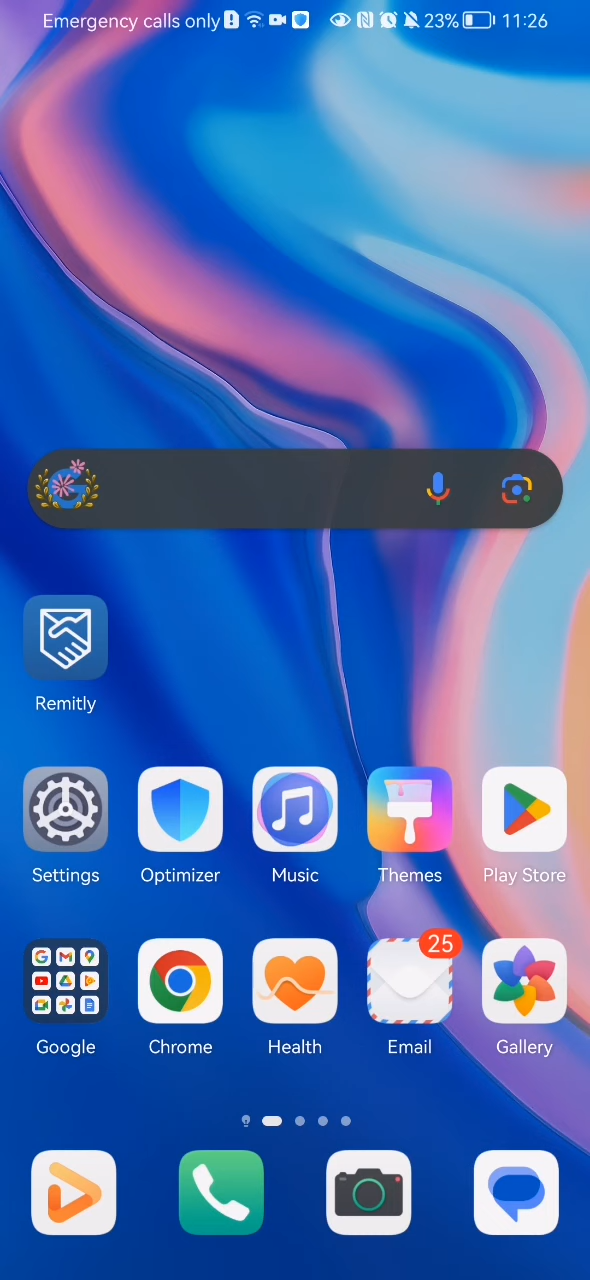 Emergency calls only 23% 11:26
Remitly
Settings Optimizer Music Themes Play Store
25
Google Chrome Health Email Gallery